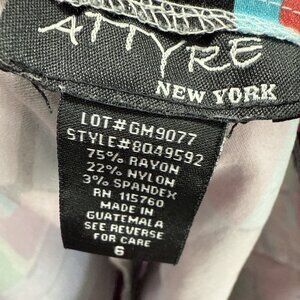 ATTYRE
NEW YORK
LOT#GM9077
STYLE#8Q49592
75% RAYON
22% NYLON
3% SPANDEX
RN 115760
MADE IN
GUATEMALA
SEE REVERSE
FOR CARE
6